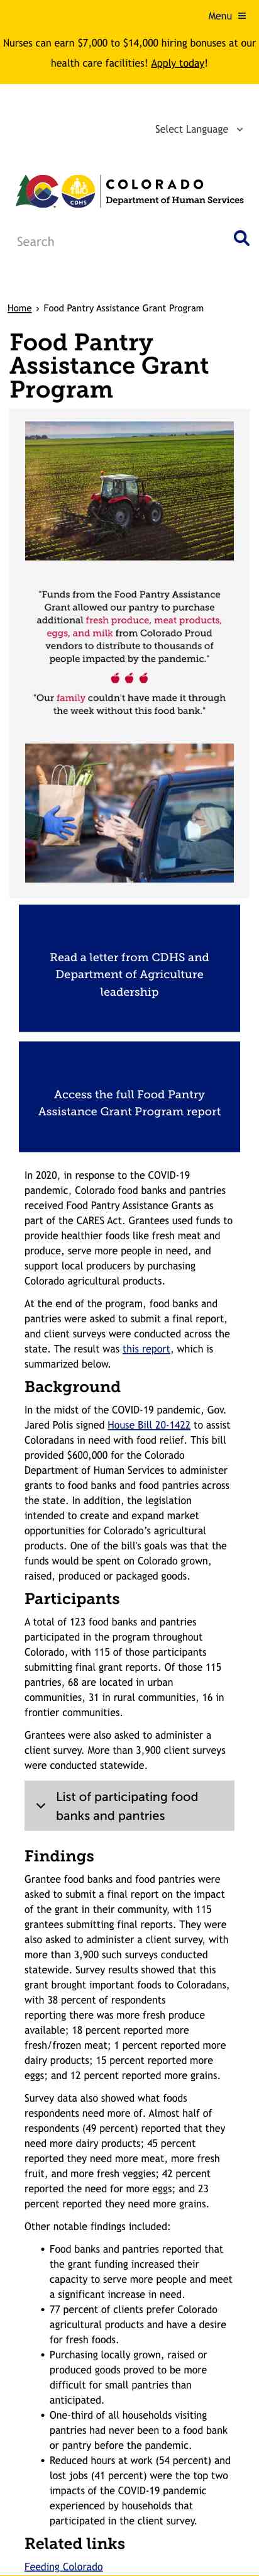 Menu
Nurses can earn $7,000 to $14,000 hiring bonuses at our
health care facilities! Apply today!
Select Language
COLORADO
Department of Human Services
CDHS
Search
Home › Food Pantry Assistance Grant Program
Food Pantry
Assistance Grant
Program
"Funds from the Food Pantry Assistance
Grant allowed our pantry to purchase
additional fresh produce, meat products,
eggs, and milk from Colorado Proud
vendors to distribute to thousands of
people impacted by the pandemic."
"Our family couldn't have made it through
the week without this food bank."
Read a letter from CDHS and
Department of Agriculture
leadership
Access the full Food Pantry
Assistance Grant Program report
In 2020, in response to the COVID-19
pandemic, Colorado food banks and pantries
received Food Pantry Assistance Grants as
part of the CARES Act. Grantees used funds to
provide healthier foods like fresh meat and
produce, serve more people in need, and
support local producers by purchasing
Colorado agricultural products.
At the end of the program, food banks and
pantries were asked to submit a final report,
and client surveys were conducted across the
state. The result was this report, which is
summarized below.
Background
In the midst of the COVID-19 pandemic, Gov.
Jared Polis signed House Bill 20-1422 to assist
Coloradans in need with food relief. This bill
provided $600,000 for the Colorado
Department of Human Services to administer
grants to food banks and food pantries across
the state. In addition, the legislation
intended to create and expand market
opportunities for Colorado’s agricultural
products. One of the bill's goals was that the
funds would be spent on Colorado grown,
raised, produced or packaged goods.
Participants
A total of 123 food banks and pantries
participated in the program throughout
Colorado, with 115 of those participants
submitting final grant reports. Of those 115
pantries, 68 are located in urban
communities, 31 in rural communities, 16 in
frontier communities.
Grantees were also asked to administer a
client survey. More than 3,900 client surveys
were conducted statewide.
List of participating food
banks and pantries
Findings
Grantee food banks and food pantries were
asked to submit a final report on the impact
of the grant in their community, with 115
grantees submitting final reports. They were
also asked to administer a client survey, with
more than 3,900 such surveys conducted
statewide. Survey results showed that this
grant brought important foods to Coloradans,
with 38 percent of respondents
reporting there was more fresh produce
available; 18 percent reported more
fresh/frozen meat; 1 percent reported more
dairy products; 15 percent reported more
eggs; and 12 percent reported more grains.
Survey data also showed what foods
respondents need more of. Almost half of
respondents (49 percent) reported that they
need more dairy products; 45 percent
reported they need more meat, more fresh
fruit, and more fresh veggies; 42 percent
reported the need for more eggs; and 23
percent reported they need more grains.
Other notable findings included:
• Food banks and pantries reported that
the grant funding increased their
capacity to serve more people and meet
a significant increase in need.
• 77 percent of clients prefer Colorado
agricultural products and have a desire
for fresh foods.
• Purchasing locally grown, raised or
produced goods proved to be more
difficult for small pantries than
anticipated.
• One-third of all households visiting
pantries had never been to a food bank
or pantry before the pandemic.
• Reduced hours at work (54 percent) and
lost jobs (41 percent) were the top two
impacts of the COVID-19 pandemic
experienced by households that
participated in the client survey.
Related links
Feeding Colorado